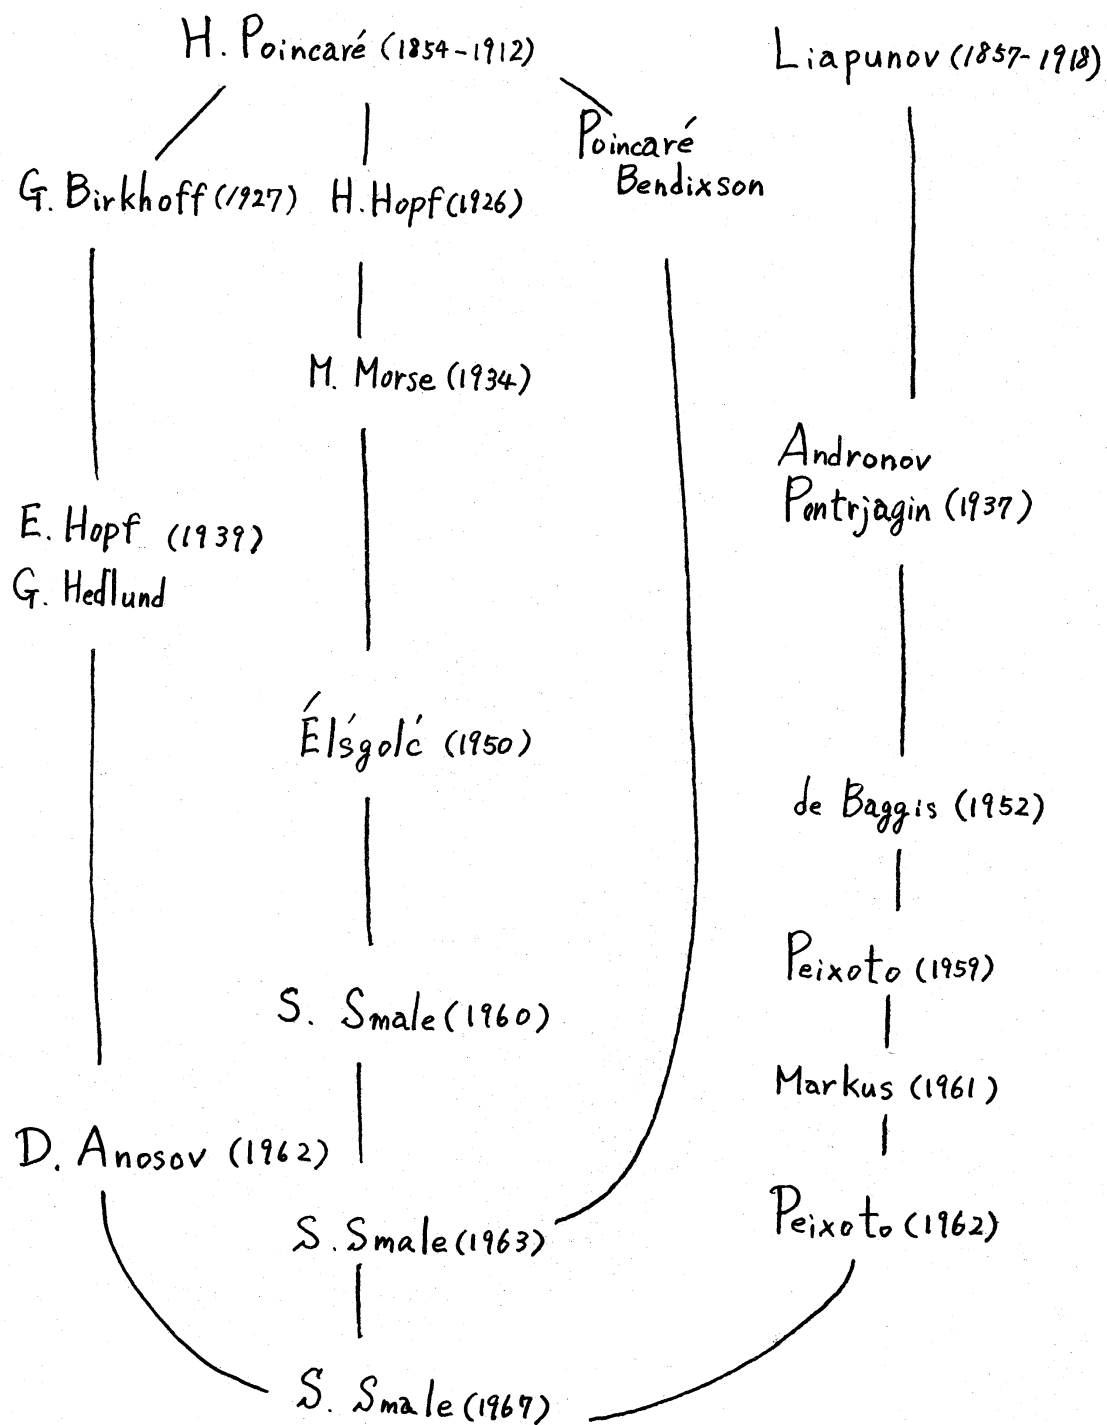 H. Poincaré (1854-1912)
Liapunov (1857-1918)
Poincaré
Bendixson
G. Birkhoff (1927)
H. Hopf (1926)
M. Morse (1934)
Andronov
Pontrjagin (1937)
E. Hopf (1939)
G. Hedlund
Élśgolć (1950)
de Baggis (1952)
Peixoto (1959)
S. Smale (1960)
Markus (1961)
D. Anosov (1962)
Peixoto (1962)
S. Smale (1963)
S. Smale (1967)